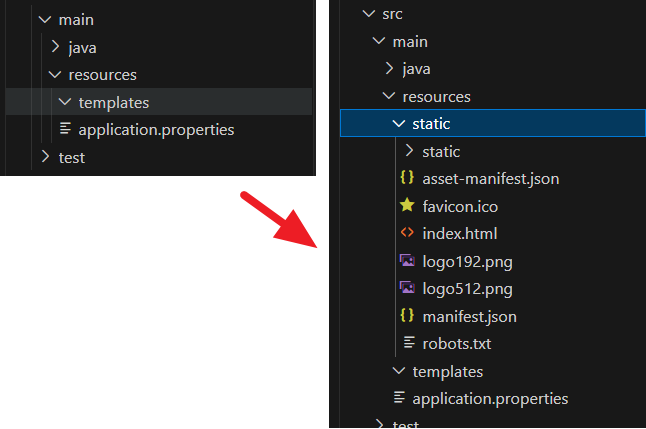 main
java
resources
templates
application.properties
test
src
main
java
resources
static
static
asset-manifest.json
favicon.ico
index.html
logo192.png
logo512.png
manifest.json
robots.txt
templates
application.properties
test